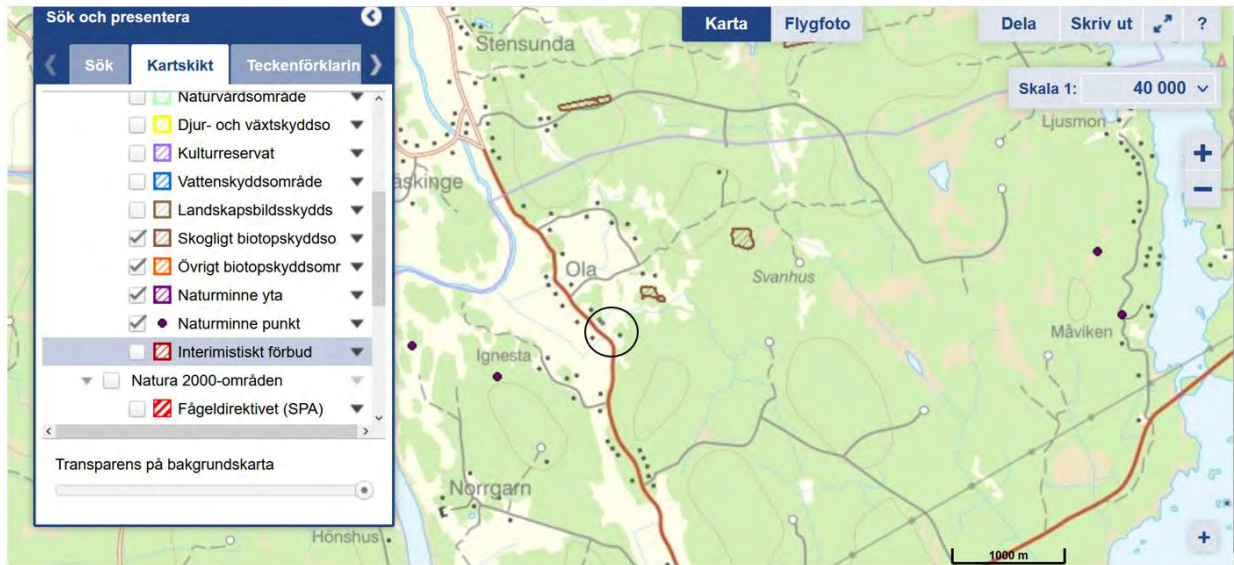 Sök och presentera
Sök
Kartskikt
Teckenförklarin
Naturvårdsområde
Djur- och växtskyddso
Kulturreservat
Vattenskyddsområde
Landskapsbildsskydds
Skogligt biotopskyddso
Övrigt biotopskyddsomr
Naturminne yta
Naturminne punkt
Interimistiskt förbud
Natura 2000-områden
Fågeldirektivet (SPA)
Transparens på bakgrundskarta
Karta
Flygfoto
Dela
Skriv ut
?
Skala 1: 40 000
+
−
Stensunda
Ljusmon
äskinge
Ola
Svanhus
Måviken
Ignesta
Norrgarn
Hönshus
1000 m
+